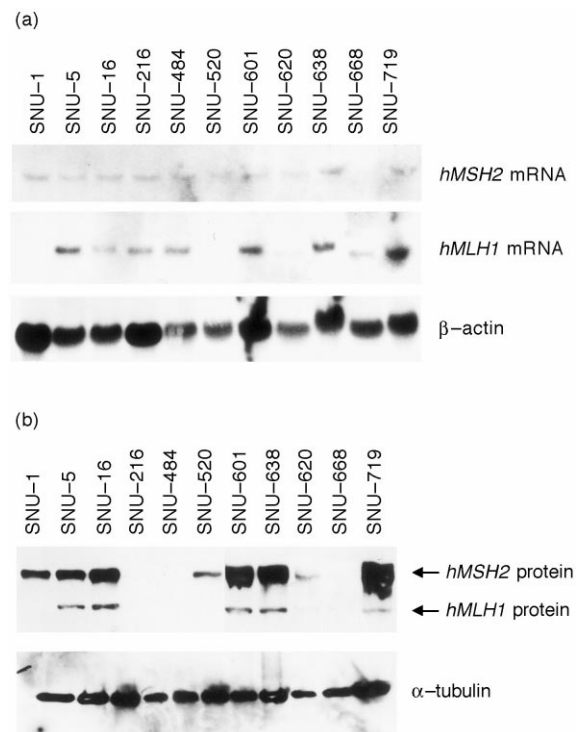 (a)
SNU-1 SNU-5 SNU-16 SNU-216 SNU-484 SNU-520 SNU-601 SNU-620 SNU-638 SNU-668 SNU-719
hMSH2 mRNA
hMLH1 mRNA
β-actin
(b)
SNU-1 SNU-5 SNU-16 SNU-216 SNU-484 SNU-520 SNU-601 SNU-638 SNU-620 SNU-668 SNU-719
hMSH2 protein
hMLH1 protein
α-tubulin